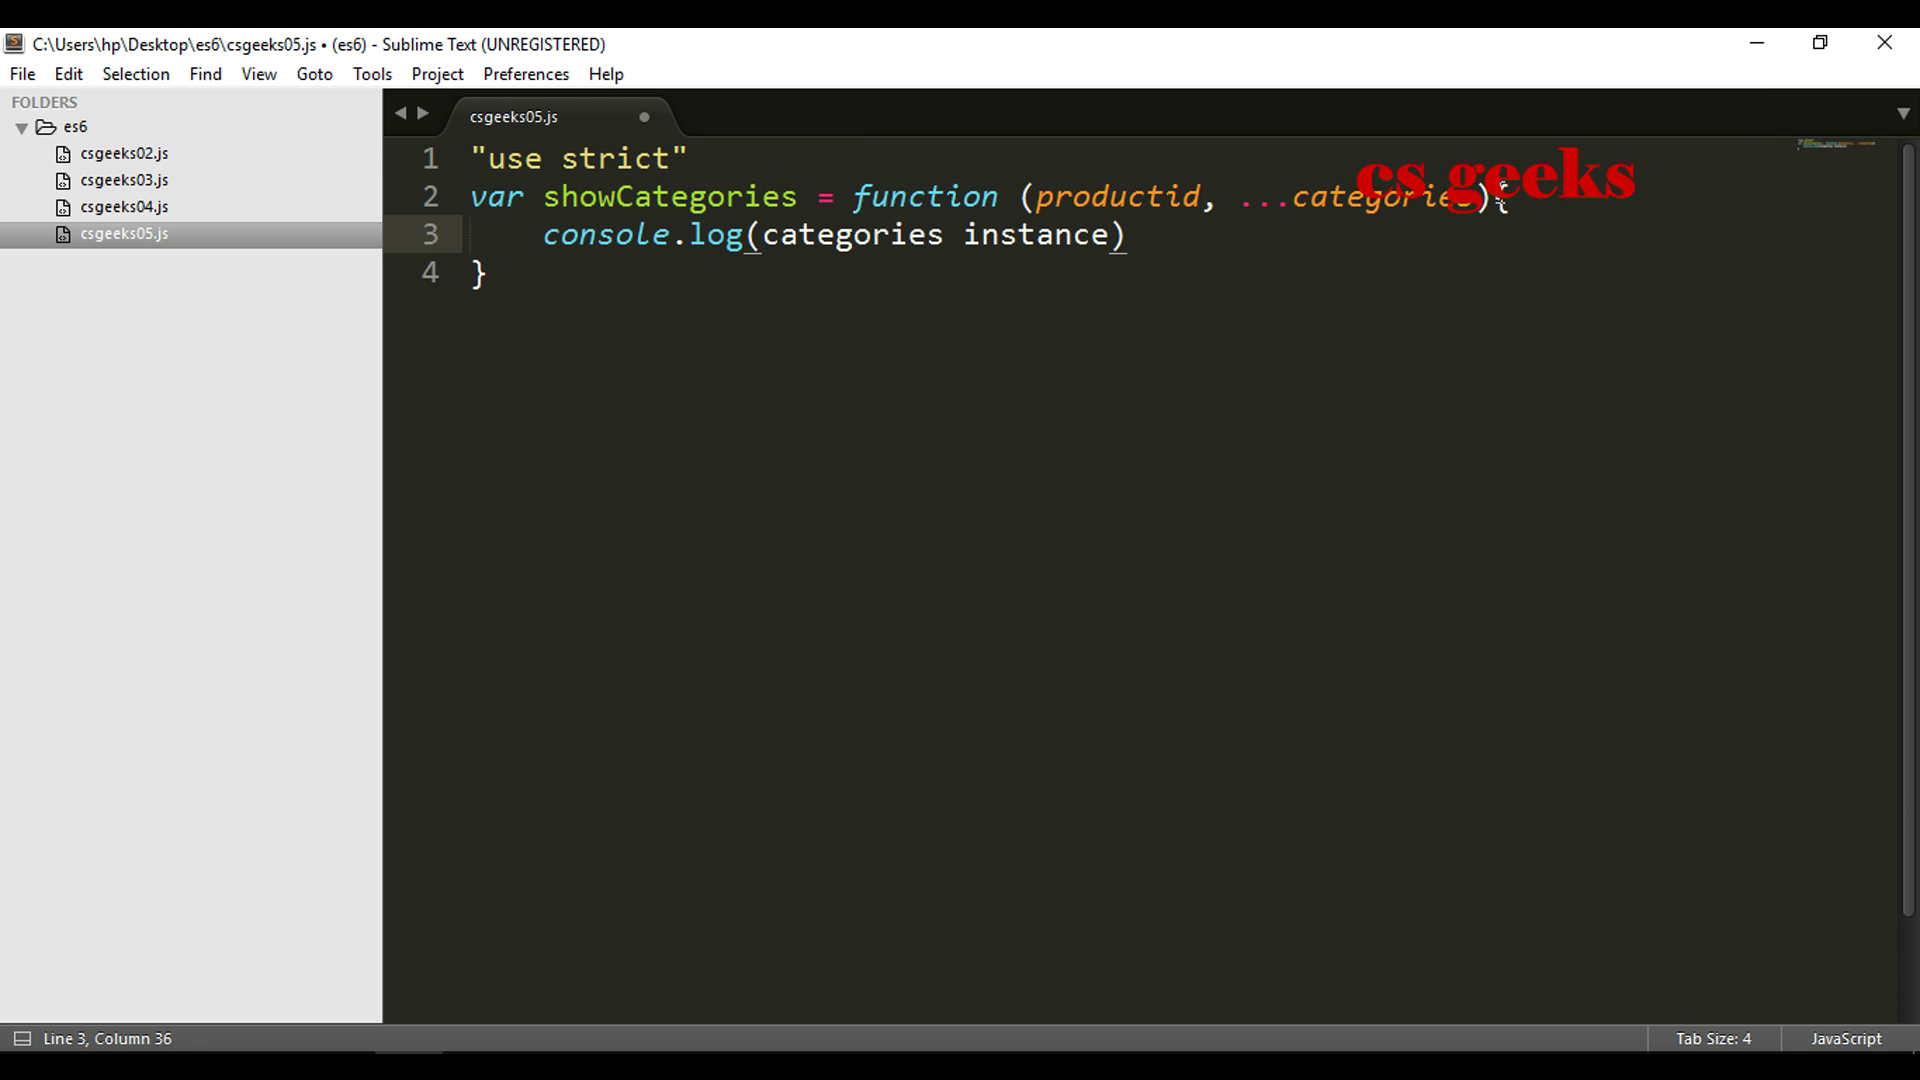 C:\Users\hp\Desktop\es6\csgeeks05.js • (es6) - Sublime Text (UNREGISTERED)
File Edit Selection Find View Goto Tools Project Preferences Help
FOLDERS
es6
csgeeks02.js
csgeeks03.js
csgeeks04.js
csgeeks05.js
csgeeks05.js
cs geeks
1 "use strict"
2 var showCategories = function (productid, ...categories){
3 console.log(categories instance)
4 }
Line 3, Column 36
Tab Size: 4
JavaScript